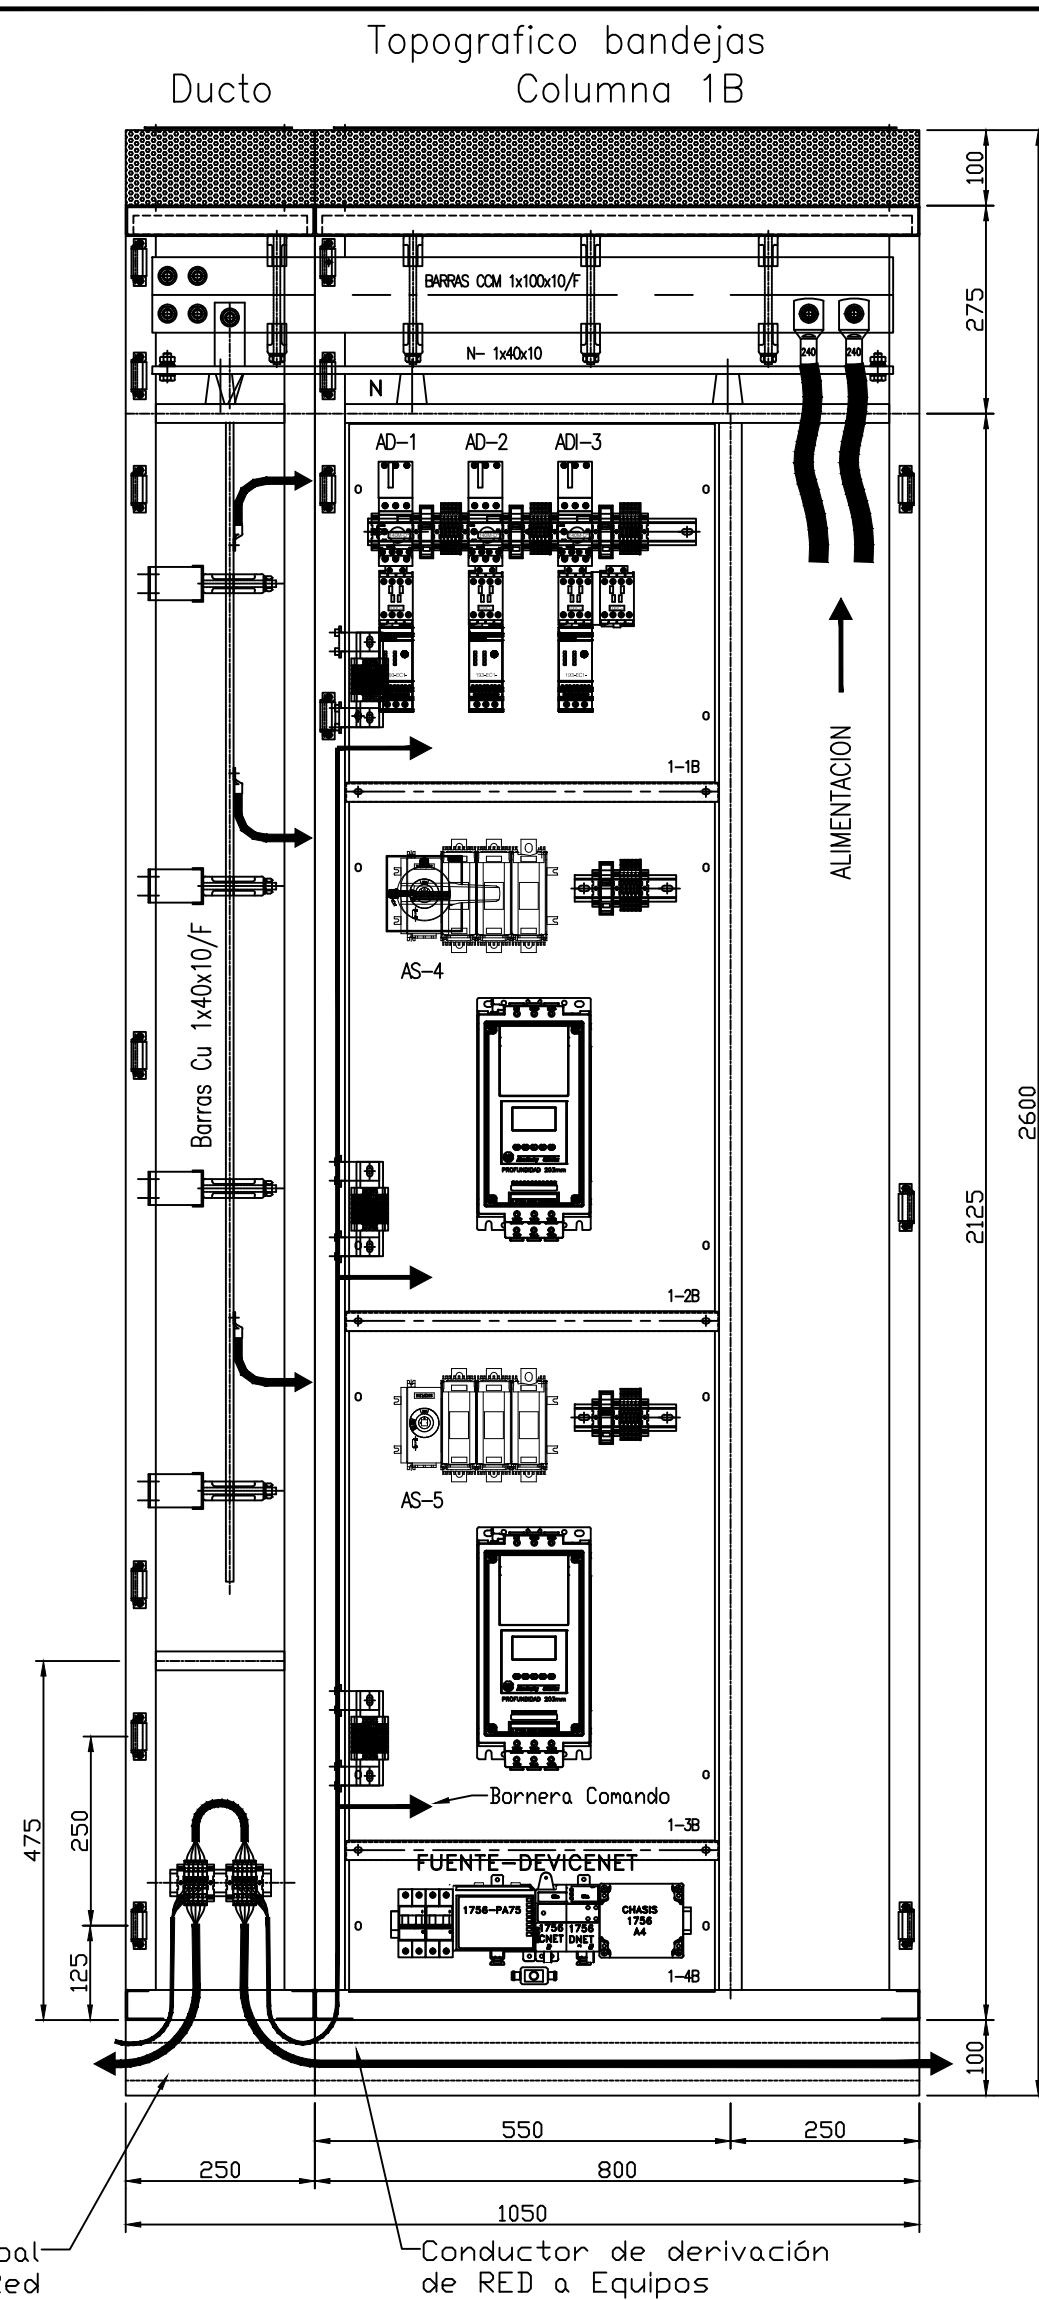 Topografico bandejas
Ducto
Columna 1B
100
BARRAS CCM 1x100x10/F
275
N- 1x40x10
240
240
N
AD-1
AD-2
ADI-3
1-1B
ALIMENTACION
AS-4
Barras Cu 1x40x10/F
PROFUNDIDAD 203mm
2600
2125
1-2B
AS-5
PROFUNDIDAD 203mm
Bornera Comando
1-3B
475
250
FUENTE-DEVICENET
1756-PA75
1756
CNET
1756
DNET
CHASIS
1756
A4
1-4B
125
100
550
250
250
800
1050
Conductor de derivación
de RED a Equipos